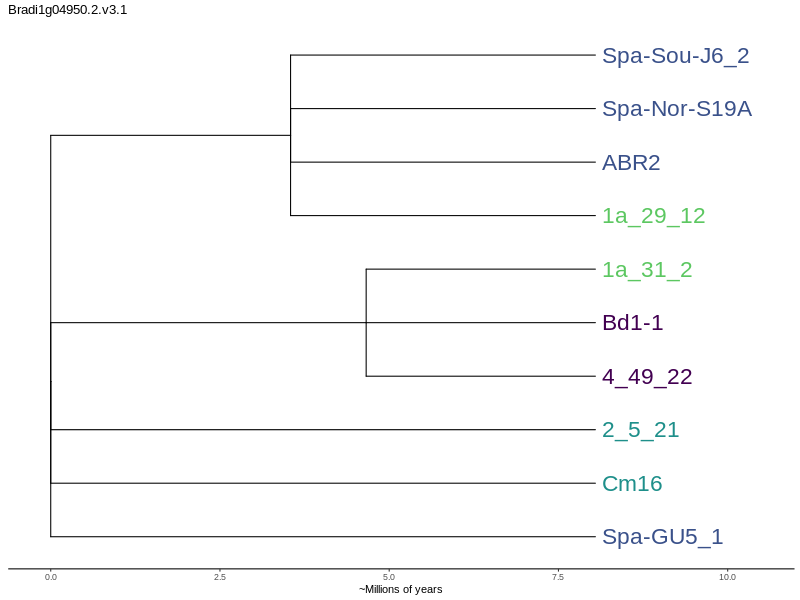 Bradi1g04950.2.v3.1
Spa-Sou-J6_2
Spa-Nor-S19A
ABR2
1a_29_12
1a_31_2
Bd1-1
4_49_22
2_5_21
Cm16
Spa-GU5_1
0.0 2.5 5.0 7.5 10.0
~Millions of years